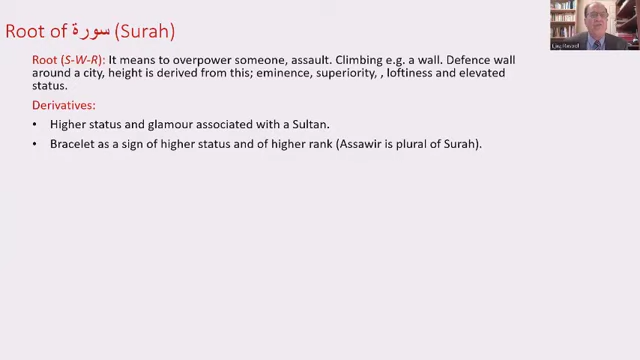 Root of سورة (Surah)
Root (S-W-R): It means to overpower someone, assault. Climbing e.g. a wall. Defence wall
around a city, height is derived from this; eminence, superiority, , loftiness and elevated
status.
Derivatives:
• Higher status and glamour associated with a Sultan.
• Bracelet as a sign of higher status and of higher rank (Assawir is plural of Surah).